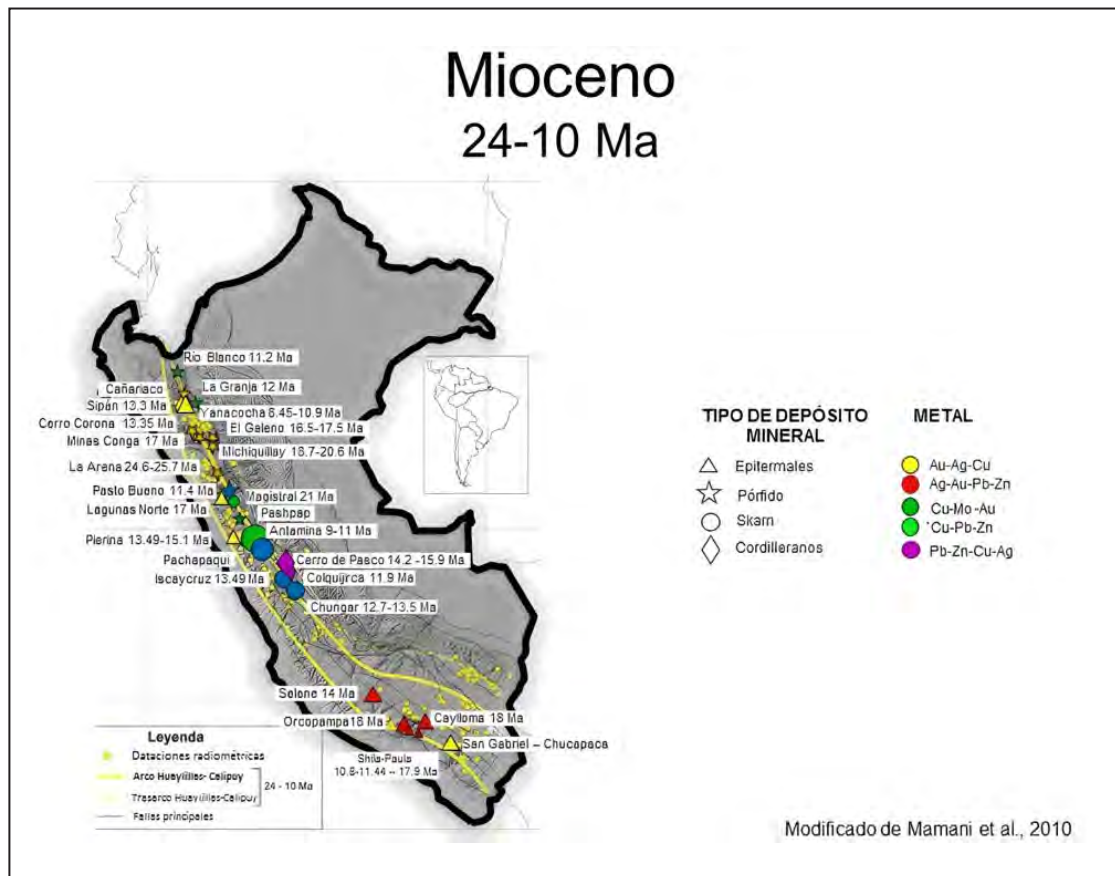 Mioceno
24-10 Ma
Río Blanco 11.2 Ma
Cañariaco
La Granja 12 Ma
Sipán 13.3 Ma
Yanacocha 8.45-10.9 Ma
Corro Corona 13.35 Ma
El Galeno 16.5-17.5 Ma
Minas Conga 17 Ma
Michiquillay 18.7-20.6 Ma
La Arena 24.6-25.7 Ma
Pasto Bueno 11.4 Ma
Magistral 21 Ma
Lagunas Norte 17 Ma
Pashpap
Antamina 9-11 Ma
Pierina 13.49-15.1 Ma
Pachapaqui
Cerro de Pasco 14.2 -15.9 Ma
Iscaycruz 13.49 Ma
Colquijirca 11.9 Ma
Chungar 12.7-13.5 Ma
Selene 14 Ma
Orcopampa18 Ma
Caylloma 18 Ma
San Gabriel – Chucapaca
Shila-Paula
10.8-11.44 – 17.9 Ma
TIPO DE DEPÓSITO
MINERAL
Epitermales
Pórfido
Skarn
Cordilleranos
METAL
Au-Ag-Cu
Ag-Au-Pb-Zn
Cu-Mo-Au
Cu-Pb-Zn
Pb-Zn-Cu-Ag
Leyenda
Dataciones radiométricas
Arco Huaylillas-Calipuy
Trasarco Huaylillas-Calipuy
24 - 10 Ma
Fallas principales
Modificado de Mamani et al., 2010